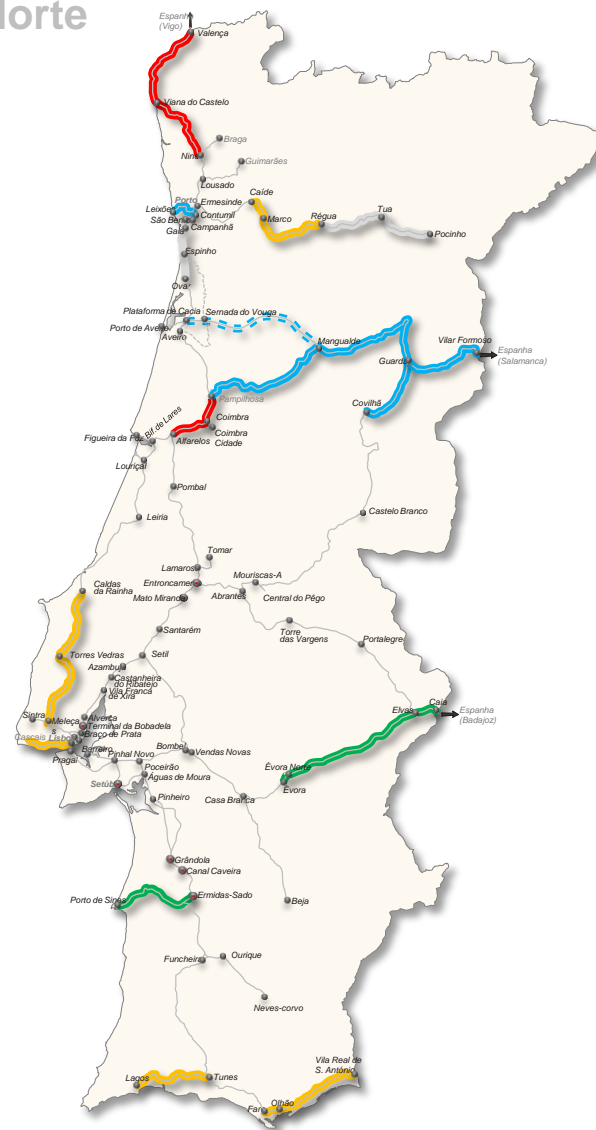 Norte
Espanha
(Vigo)
Valença
Viana do Castelo
Braga
Nine
Guimarães
Lousado
Porto
Ermesinde
Caíde
Leixões
Contumil
São Bento
Campanhã
Gaia
Marco
Régua
Tua
Pocinho
Espinho
Ovar
Plataforma de Cacia
Sernada do Vouga
Porto de Aveiro
Aveiro
Mangualde
Guarda
Vilar Formoso
Espanha
(Salamanca)
Pampilhosa
Covilhã
Bif. de Lares
Coimbra
Figueira da Foz
Alfarelos
Coimbra
Cidade
Louriçal
Pombal
Leiria
Castelo Branco
Tomar
Lamarosa
Mouriscas-A
Entroncamento
Caldas
da Rainha
Mato Miranda
Abrantes
Central do Pêgo
Santarém
Torre
das Vargens
Portalegre
Torres Vedras
Setil
Azambuja
Castanheira
do Ribatejo
Vila Franca
de Xira
Elvas
Caia
Espanha
(Badajoz)
Sintra
Meleças
Alverca
Terminal da Bobadela
Braço de Prata
Cascais
Lisboa
Barreiro
Pragal
Pinhal Novo
Bombel
Vendas Novas
Poceirão
Águas de Moura
Évora Norte
Évora
Setúbal
Pinheiro
Casa Branca
Grândola
Canal Caveira
Porto de Sines
Ermidas-Sado
Beja
Funcheira
Ourique
Neves-corvo
Vila Real de
S. António
Lagos
Tunes
Faro
Olhão